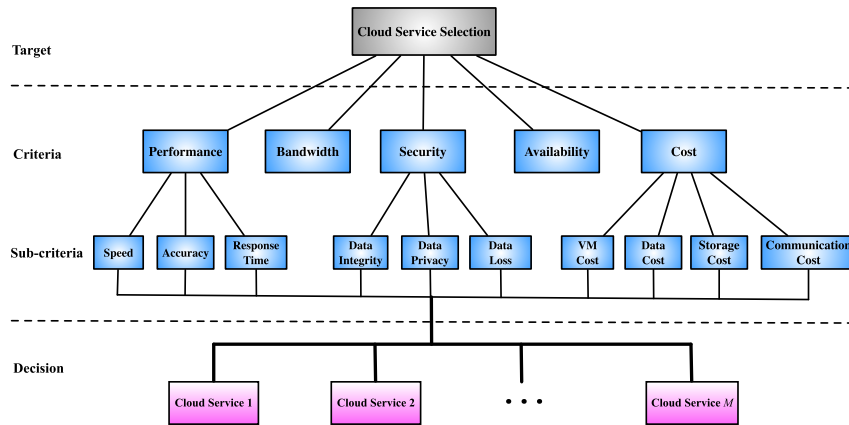 Cloud Service Selection
Target
Criteria
Performance
Bandwidth
Security
Availability
Cost
Sub-criteria
Speed
Accuracy
Response
Time
Data
Integrity
Data
Privacy
Data
Loss
VM
Cost
Data
Cost
Storage
Cost
Communication
Cost
Decision
Cloud Service 1
Cloud Service 2
• • •
Cloud Service M